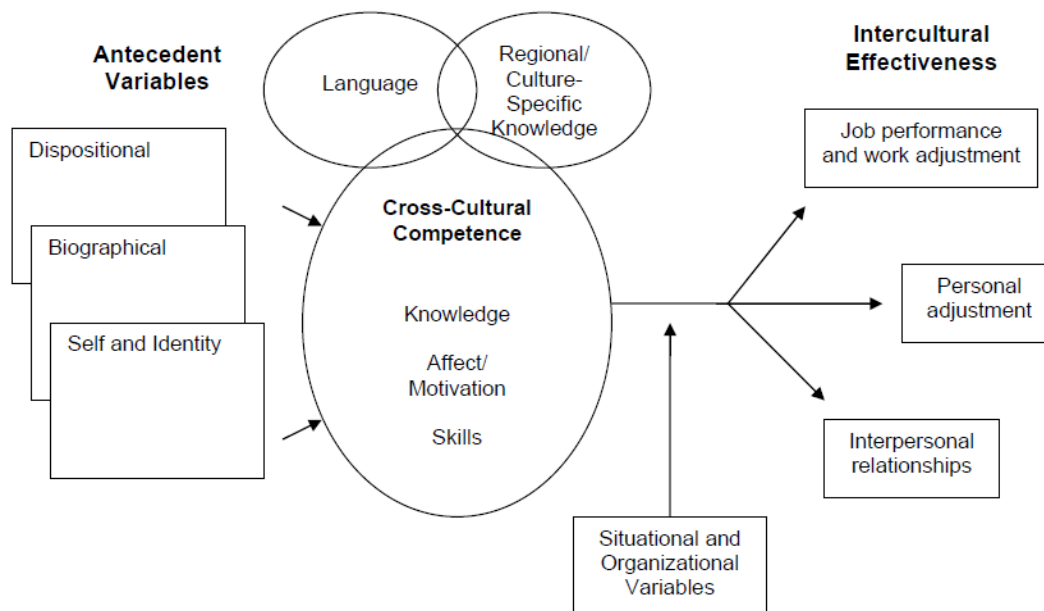 Antecedent
Variables
Language
Regional/
Culture-
Specific
Knowledge
Intercultural
Effectiveness
Dispositional
Biographical
Self and Identity
Cross-Cultural
Competence
Knowledge
Affect/
Motivation
Skills
Job performance
and work adjustment
Personal
adjustment
Interpersonal
relationships
Situational and
Organizational
Variables